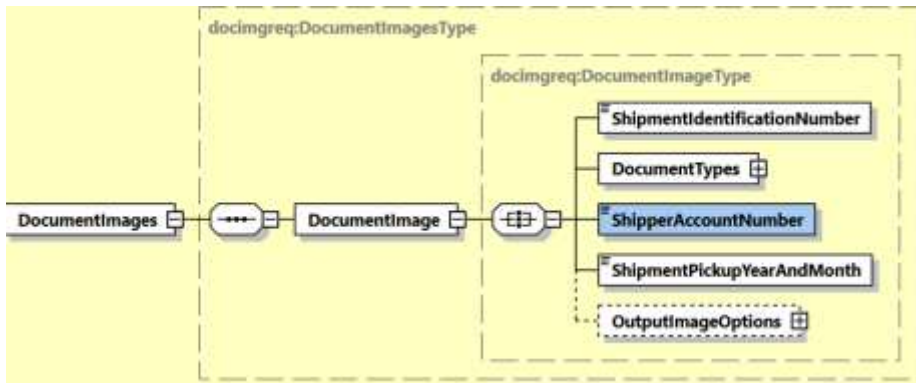 docimgreq:DocumentImagesType
docimgreq:DocumentImageType
ShipmentIdentificationNumber
DocumentTypes
DocumentImages
DocumentImage
ShipperAccountNumber
ShipmentPickupYearAndMonth
OutputImageOptions